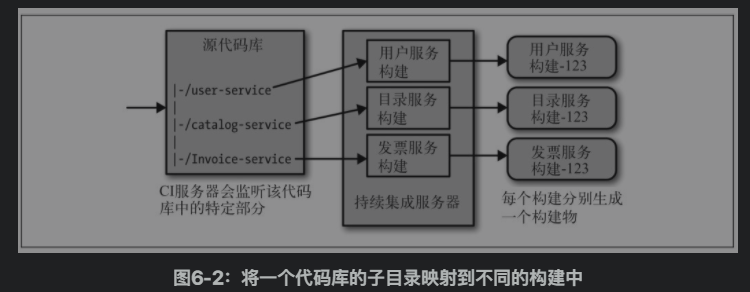 源代码库
|-/user-service
|
|-/catalog-service
|
|-/Invoice-service
CI服务器会监听该代码
库中的特定部分
用户服务
构建
目录服务
构建
发票服务
构建
持续集成服务器
用户服务
构建-123
目录服务
构建-123
发票服务
构建-123
每个构建分别生成
一个构建物
图6-2：将一个代码库的子目录映射到不同的构建中